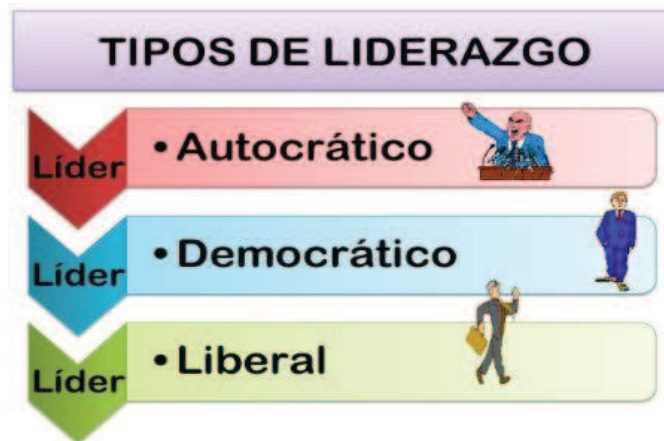 TIPOS DE LIDERAZGO
Líder • Autocrático
Líder • Democrático
Líder • Liberal